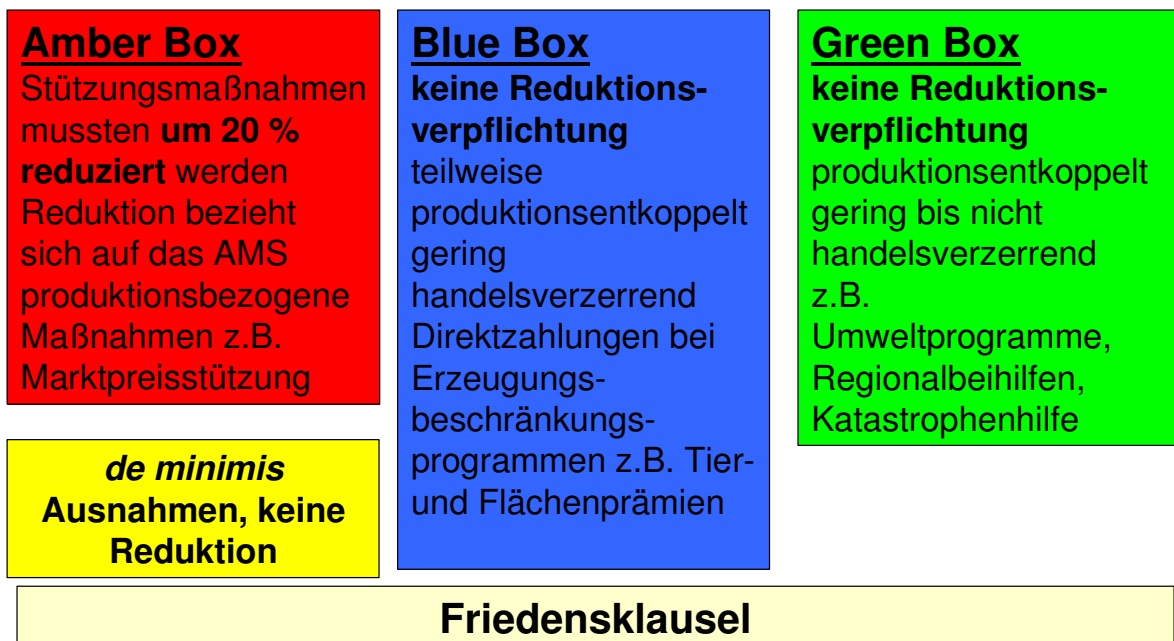 Amber Box
Stützungsmaßnahmen
mussten um 20 %
reduziert werden
Reduktion bezieht
sich auf das AMS
produktionsbezogene
Maßnahmen z.B.
Marktpreisstützung
de minimis
Ausnahmen, keine
Reduktion
Blue Box
keine Reduktions-
verpflichtung
teilweise
produktionsentkoppelt
gering
handelsverzerrend
Direktzahlungen bei
Erzeugungs-
beschränkungs-
programmen z.B. Tier-
und Flächenprämien
Green Box
keine Reduktions-
verpflichtung
produktionsentkoppelt
gering bis nicht
handelsverzerrend
z.B.
Umweltprogramme,
Regionalbeihilfen,
Katastrophenhilfe
Friedensklausel